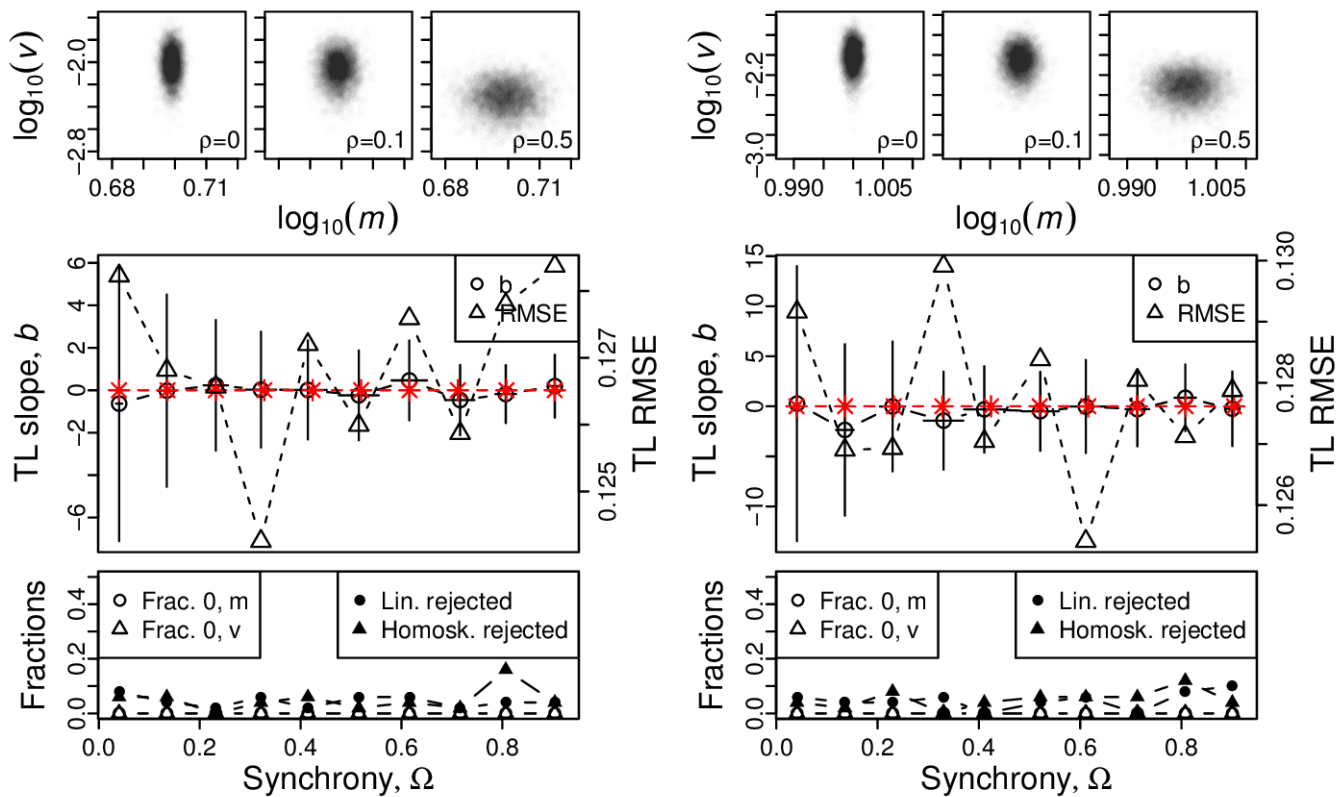 log10(v)
−2.0
−2.8
ρ=0
ρ=0.1
ρ=0.5
0.68
0.71
0.68
0.71
log10(m)
log10(v)
−2.2
−3.0
ρ=0
ρ=0.1
ρ=0.5
0.990
1.005
0.990
1.005
log10(m)
TL slope, b
6
4
2
0
−2
−6
b
RMSE
0.127
0.125
TL RMSE
TL slope, b
15
10
5
0
−10
b
RMSE
0.130
0.128
0.126
TL RMSE
Fractions
0.4
0.2
0.0
Frac. 0, m
Frac. 0, v
Lin. rejected
Homosk. rejected
0.0
0.2
0.4
0.6
0.8
Synchrony, Ω
Fractions
0.4
0.2
0.0
Frac. 0, m
Frac. 0, v
Lin. rejected
Homosk. rejected
0.0
0.2
0.4
0.6
0.8
Synchrony, Ω